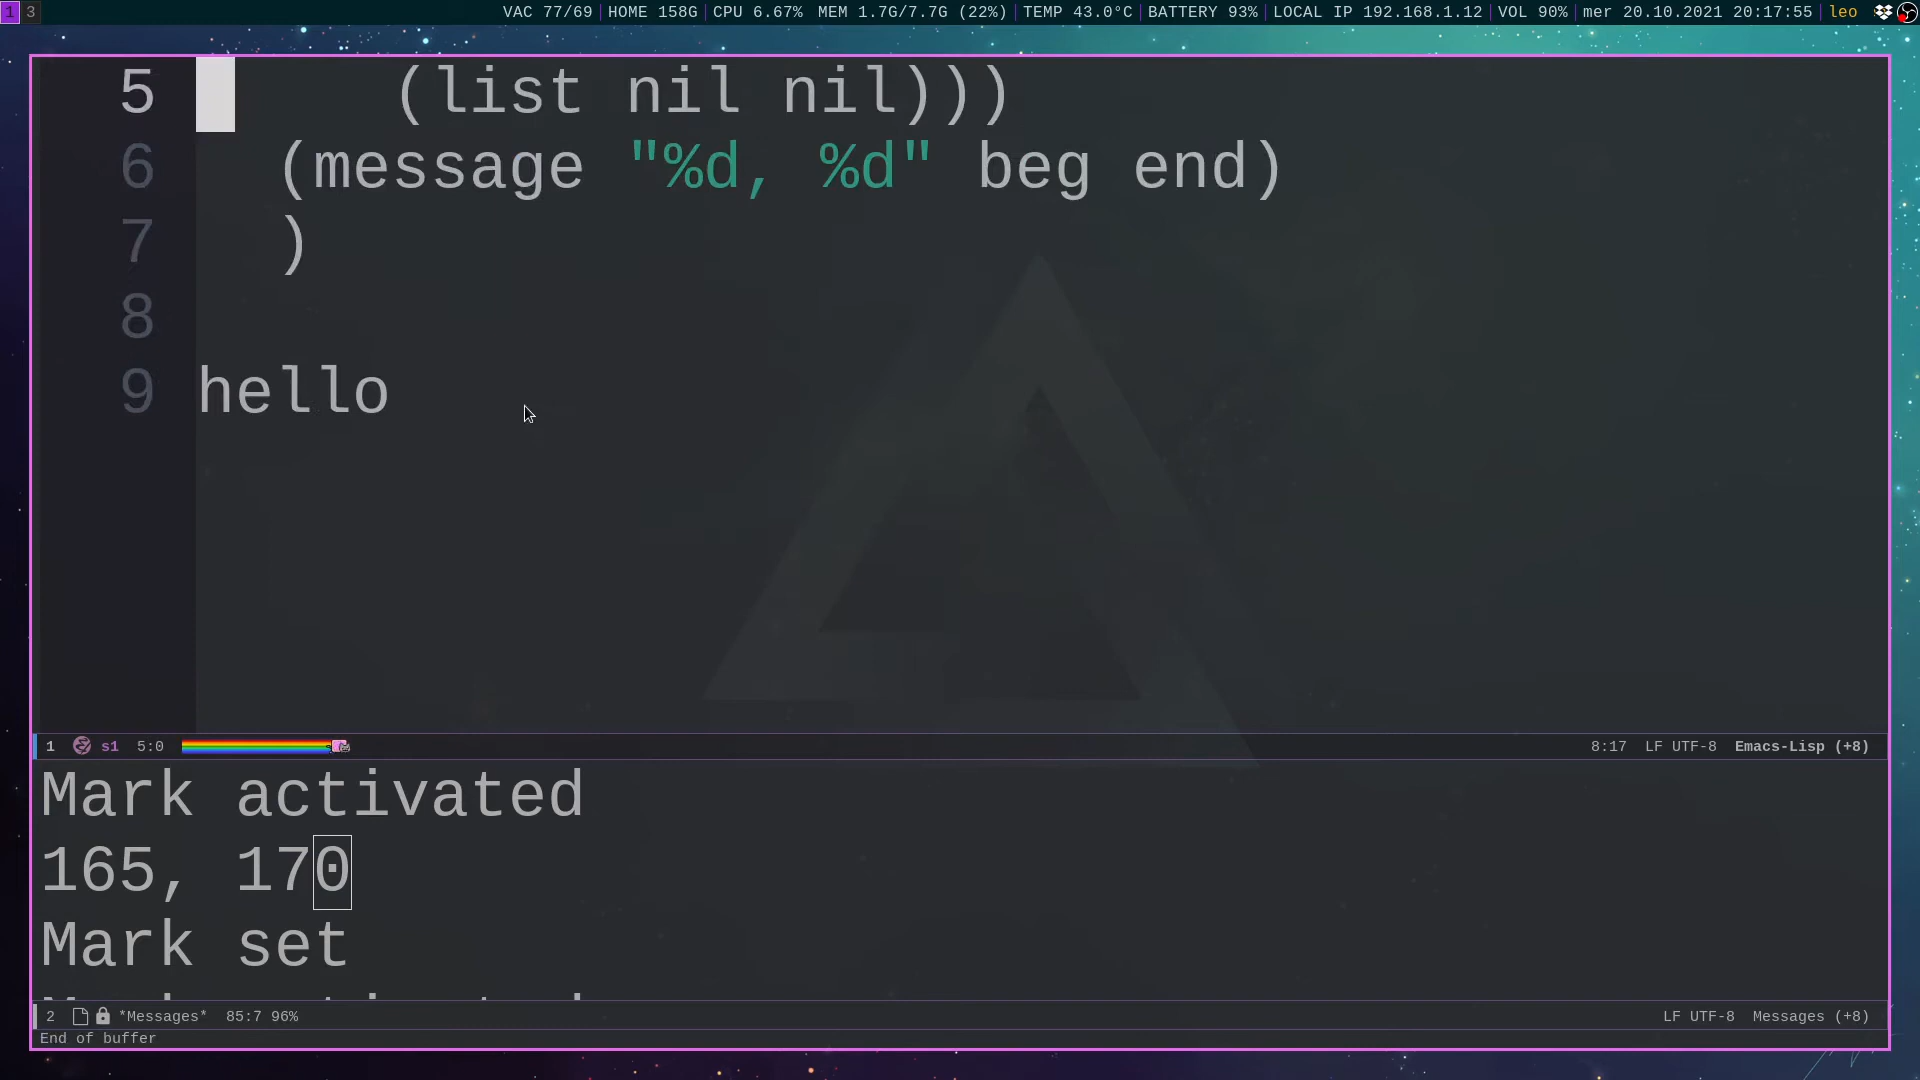 1 3 VAC 77/69 HOME 158G CPU 6.67% MEM 1.7G/7.7G (22%) TEMP 43.0°C BATTERY 93% LOCAL IP 192.168.1.12 VOL 90% mer 20.10.2021 20:17:55 leo
5 (list nil nil)))
6 (message "%d, %d" beg end)
7 )
8
9 hello
1 s1 5:0 8:17 LF UTF-8 Emacs-Lisp (+8)
Mark activated
165, 170
Mark set
2 *Messages* 85:7 96% LF UTF-8 Messages (+8)
End of buffer